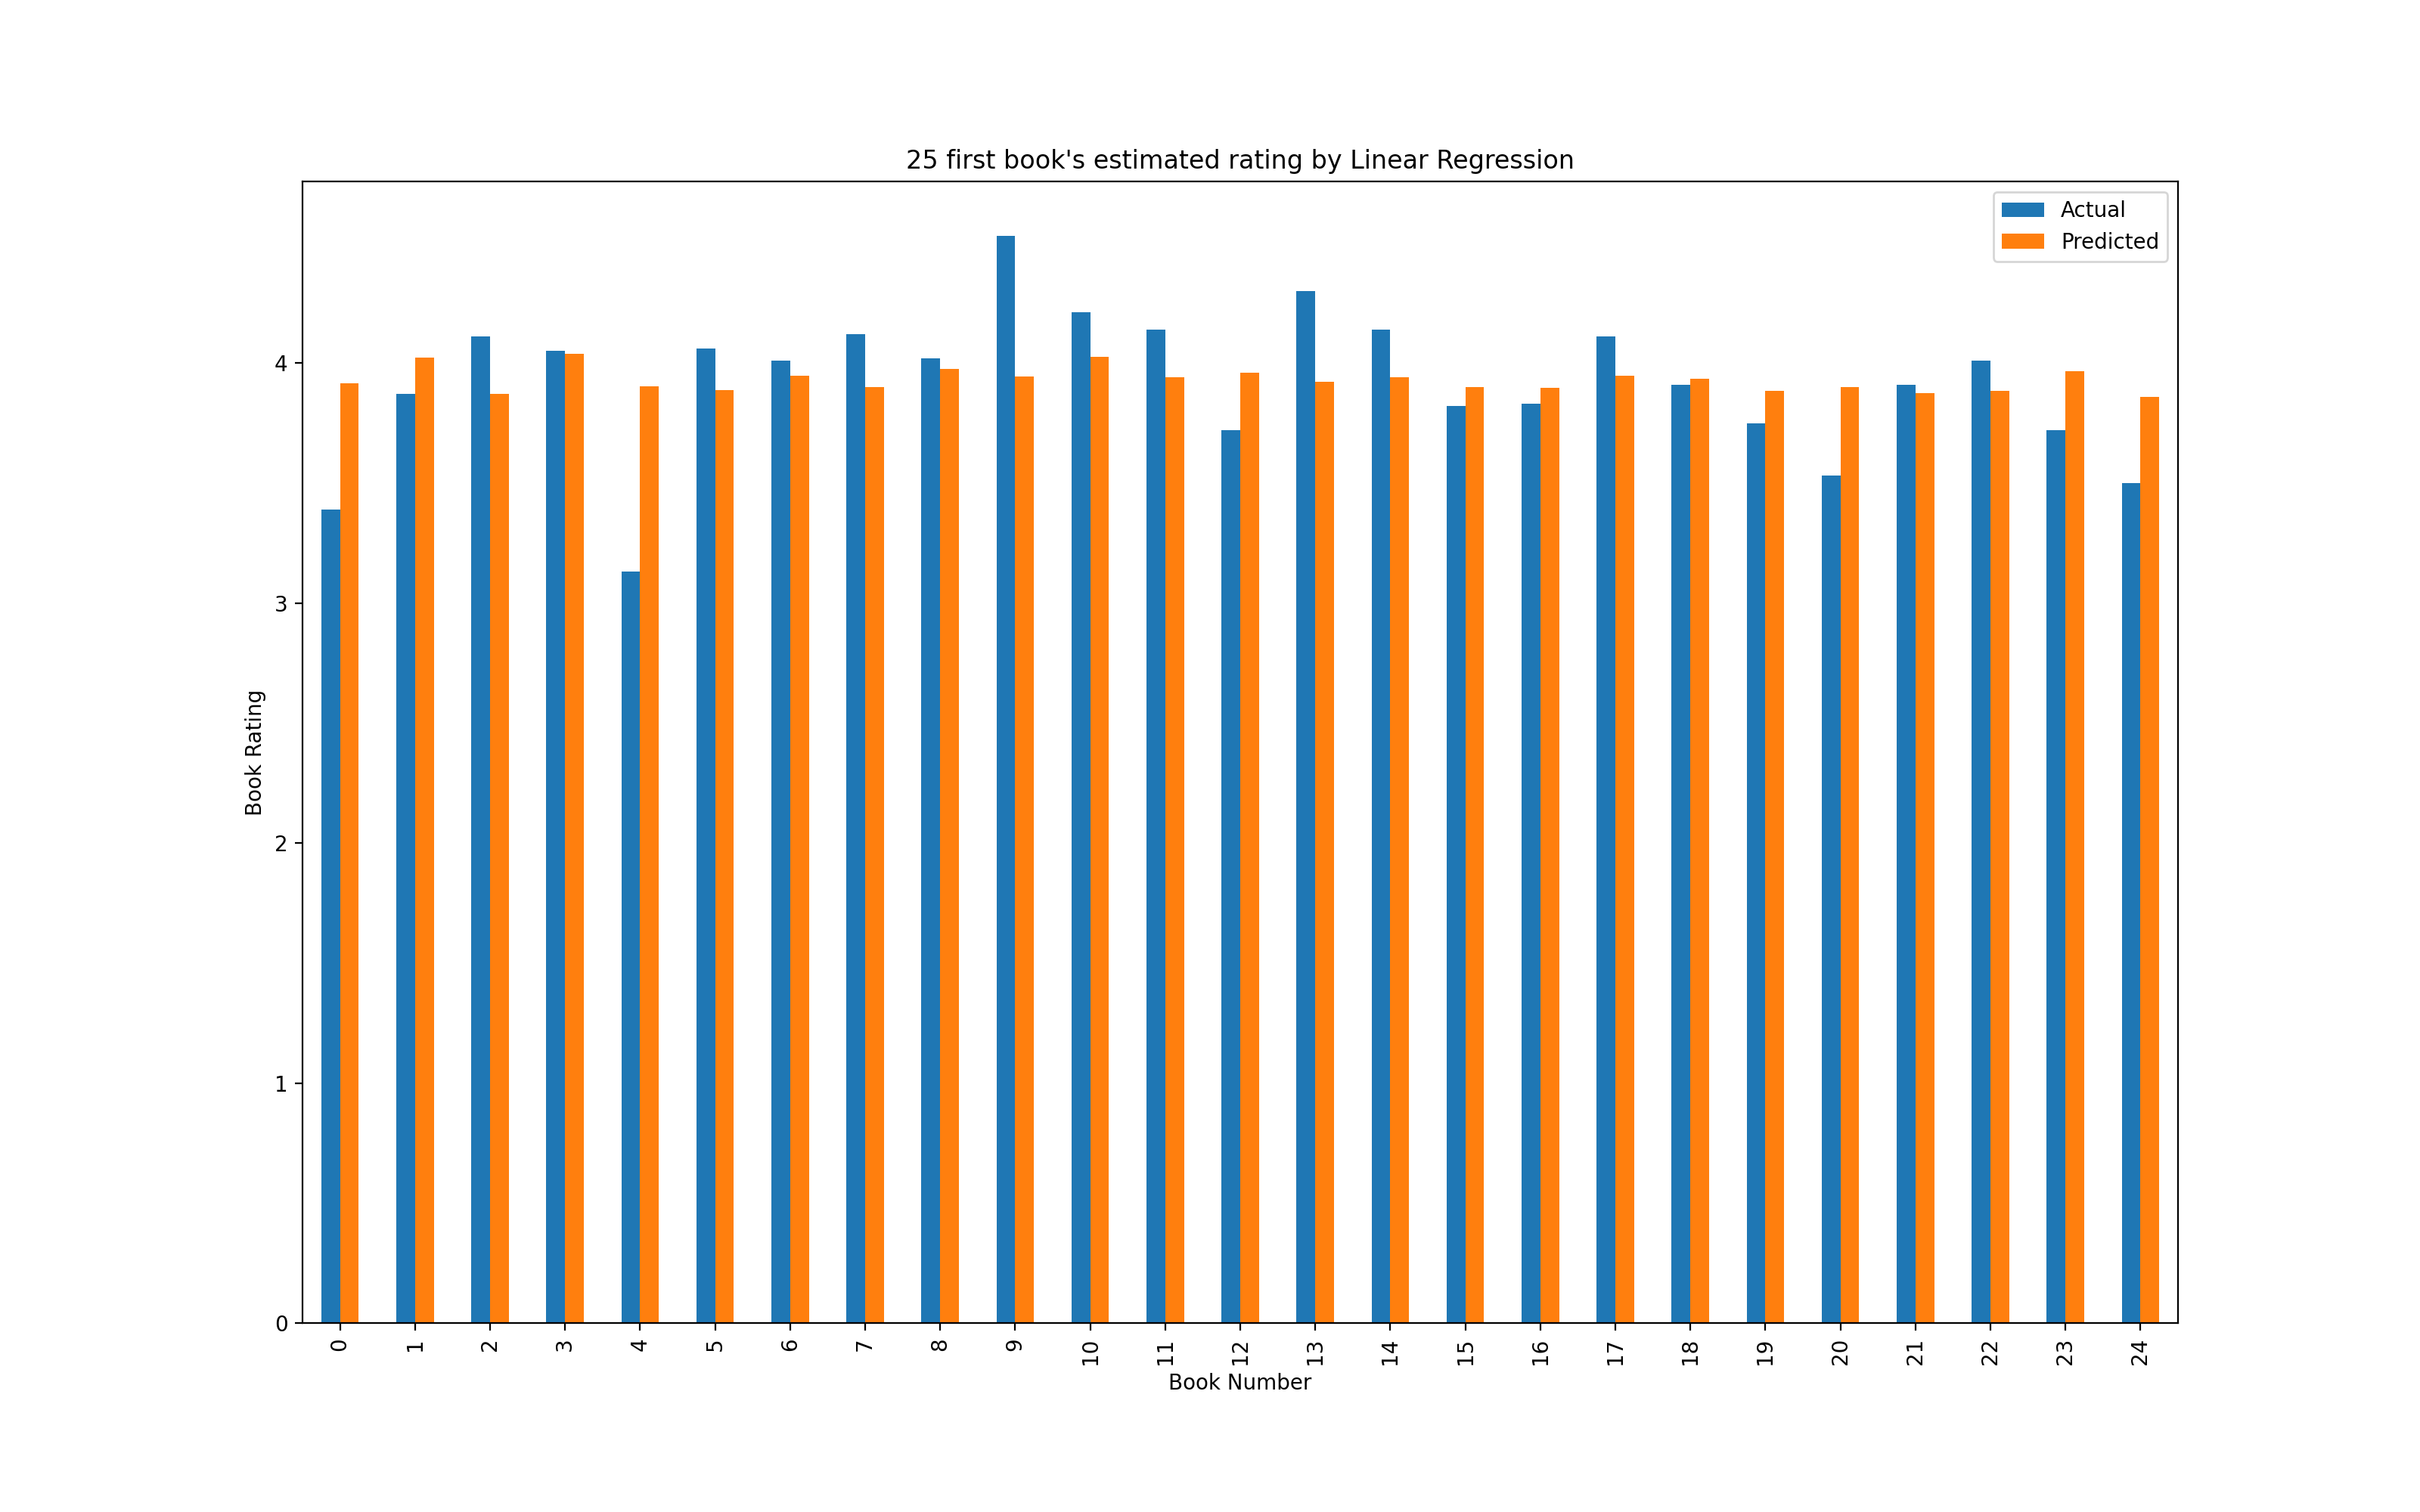 25 first book's estimated rating by Linear Regression
Actual
Predicted
Book Rating
4
3
2
1
0
0 1 2 3 4 5 6 7 8 9 10 11 12 13 14 15 16 17 18 19 20 21 22 23 24
Book Number